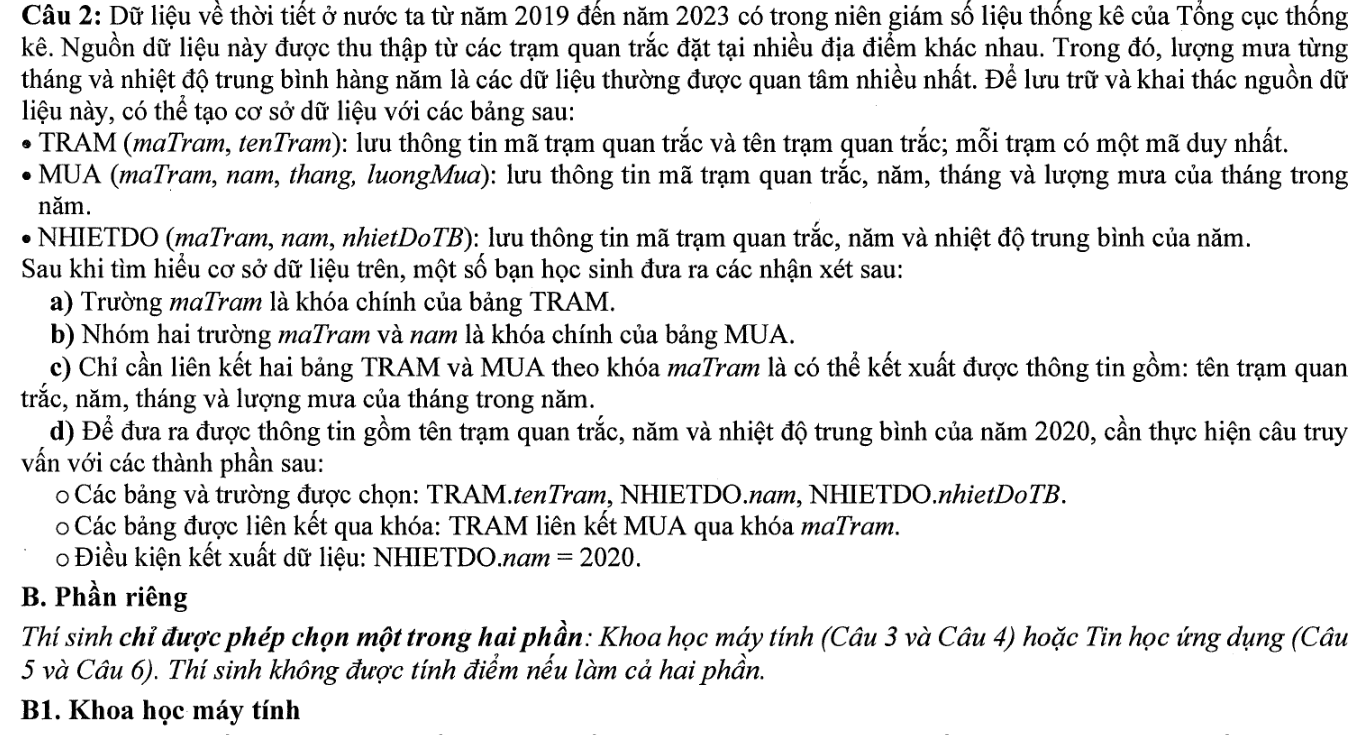 Câu 2: Dữ liệu về thời tiết ở nước ta từ năm 2019 đến năm 2023 có trong niên giám số liệu thống kê của Tổng cục thống
kê. Nguồn dữ liệu này được thu thập từ các trạm quan trắc đặt tại nhiều địa điểm khác nhau. Trong đó, lượng mưa từng
tháng và nhiệt độ trung bình hàng năm là các dữ liệu thường được quan tâm nhiều nhất. Để lưu trữ và khai thác nguồn dữ
liệu này, có thể tạo cơ sở dữ liệu với các bảng sau:
• TRAM (maTram, tenTram): lưu thông tin mã trạm quan trắc và tên trạm quan trắc; mỗi trạm có một mã duy nhất.
• MUA (maTram, nam, thang, luongMua): lưu thông tin mã trạm quan trắc, năm, tháng và lượng mưa của tháng trong
năm.
• NHIETDO (maTram, nam, nhietDoTB): lưu thông tin mã trạm quan trắc, năm và nhiệt độ trung bình của năm.
Sau khi tìm hiểu cơ sở dữ liệu trên, một số bạn học sinh đưa ra các nhận xét sau:
a) Trường maTram là khóa chính của bảng TRAM.
b) Nhóm hai trường maTram và nam là khóa chính của bảng MUA.
c) Chỉ cần liên kết hai bảng TRAM và MUA theo khóa maTram là có thể kết xuất được thông tin gồm: tên trạm quan
trắc, năm, tháng và lượng mưa của tháng trong năm.
d) Để đưa ra được thông tin gồm tên trạm quan trắc, năm và nhiệt độ trung bình của năm 2020, cần thực hiện câu truy
vấn với các thành phần sau:
○ Các bảng và trường được chọn: TRAM.tenTram, NHIETDO.nam, NHIETDO.nhietDoTB.
○ Các bảng được liên kết qua khóa: TRAM liên kết MUA qua khóa maTram.
○ Điều kiện kết xuất dữ liệu: NHIETDO.nam = 2020.
B. Phần riêng
Thí sinh chỉ được phép chọn một trong hai phần: Khoa học máy tính (Câu 3 và Câu 4) hoặc Tin học ứng dụng (Câu
5 và Câu 6). Thí sinh không được tính điểm nếu làm cả hai phần.
B1. Khoa học máy tính